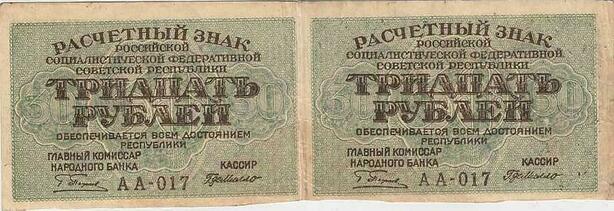 РАСЧЕТНЫЙ ЗНАК
РОССИЙСКОЙ
СОЦИАЛИСТИЧЕСКОЙ ФЕДЕРАТИВНОЙ
СОВЕТСКОЙ РЕСПУБЛИКИ
ТРИДЦАТЬ
РУБЛЕЙ
ОБЕСПЕЧИВАЕТСЯ ВСЕМ ДОСТОЯНИЕМ
РЕСПУБЛИКИ
ГЛАВНЫЙ КОМИССАР
НАРОДНОГО БАНКА
КАССИР
АА-017
РАСЧЕТНЫЙ ЗНАК
РОССИЙСКОЙ
СОЦИАЛИСТИЧЕСКОЙ ФЕДЕРАТИВНОЙ
СОВЕТСКОЙ РЕСПУБЛИКИ
ТРИДЦАТЬ
РУБЛЕЙ
ОБЕСПЕЧИВАЕТСЯ ВСЕМ ДОСТОЯНИЕМ
РЕСПУБЛИКИ
ГЛАВНЫЙ КОМИССАР
НАРОДНОГО БАНКА
КАССИР
АА-017